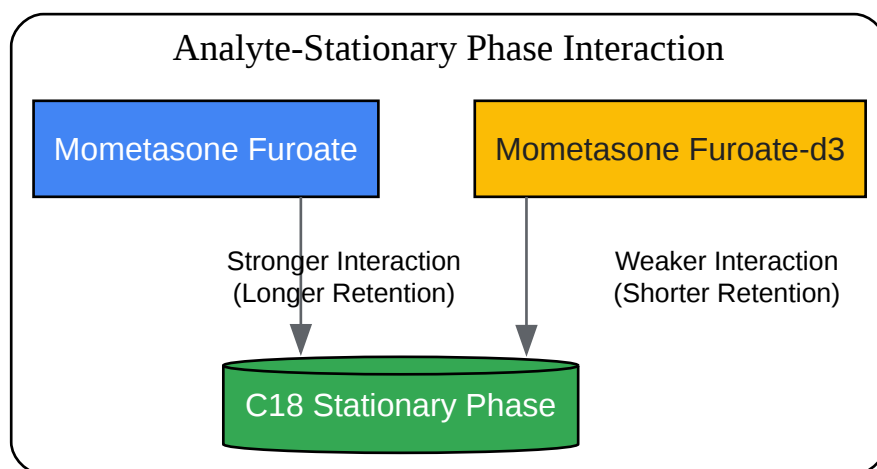 Analyte-Stationary Phase Interaction
Mometasone Furoate
Mometasone Furoate-d3
Stronger Interaction
(Longer Retention)
Weaker Interaction
(Shorter Retention)
C18 Stationary Phase